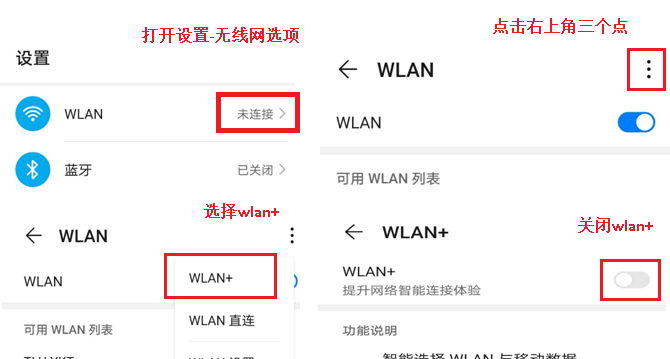 打开设置-无线网选项
设置
WLAN
未连接
蓝牙
已关闭
点击右上角三个点
WLAN
WLAN
可用 WLAN 列表
选择wlan+
WLAN
WLAN
WLAN+
WLAN 直连
可用 WLAN 列表
关闭wlan+
WLAN+
WLAN+
提升网络智能连接体验
功能说明
智能选择 WLAN 与移动数据